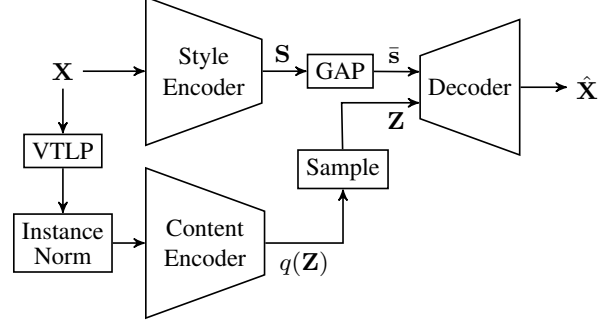 X
Style
Encoder
S
GAP
s̄
Decoder
X̂
Z
VTLP
Sample
Instance
Norm
Content
Encoder
q(Z)